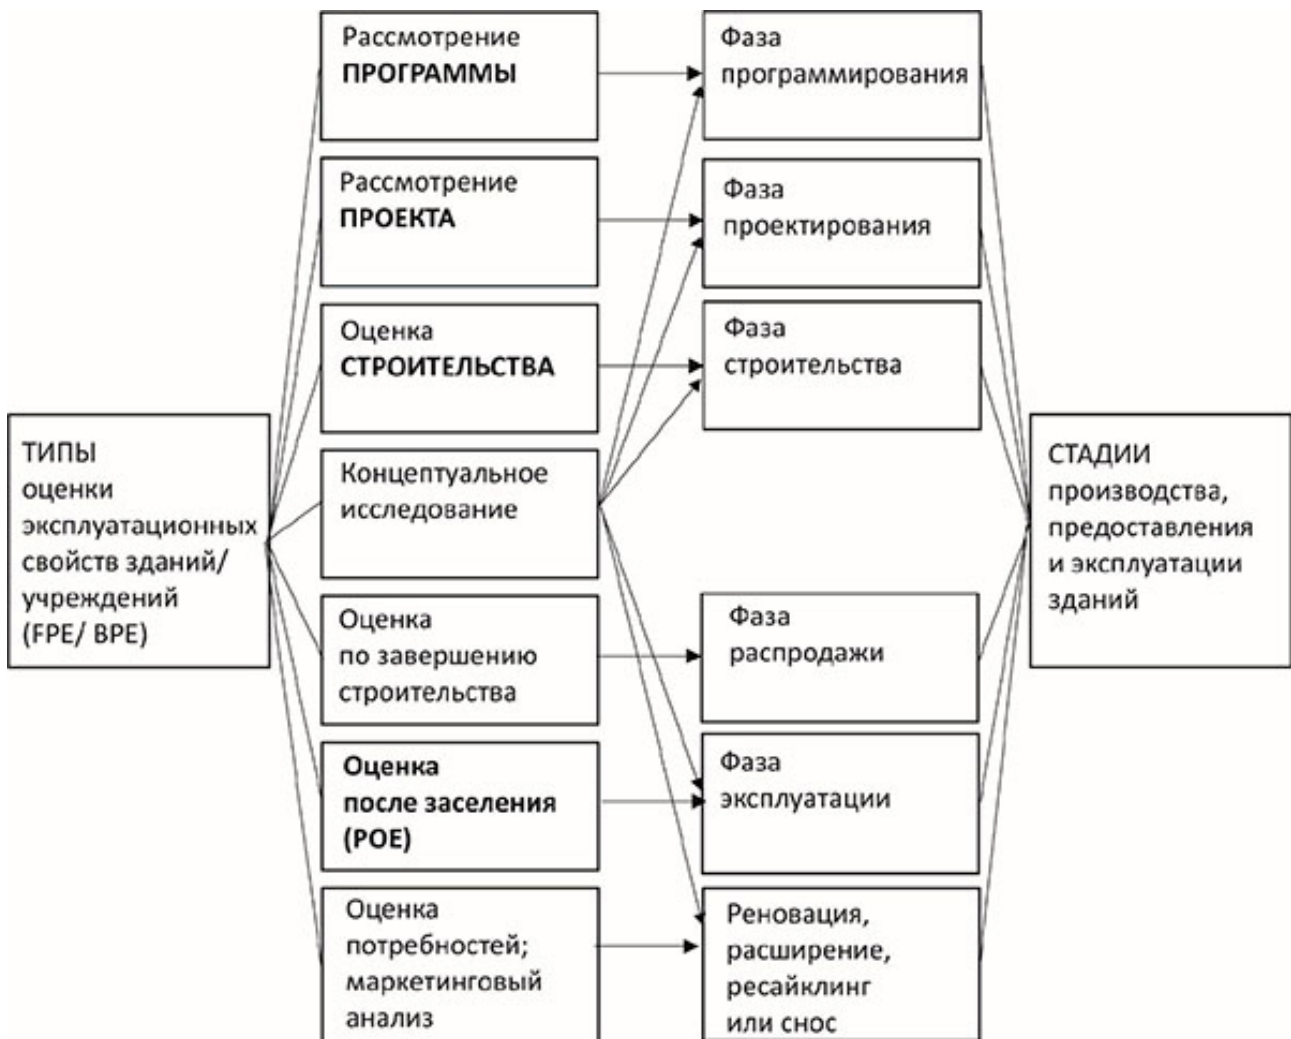 ТИПЫ
оценки
эксплуатационных
свойств зданий/
учреждений
(FPE/ BPE)
Рассмотрение
ПРОГРАММЫ
Рассмотрение
ПРОЕКТА
Оценка
СТРОИТЕЛЬСТВА
Концептуальное
исследование
Оценка
по завершению
строительства
Оценка
после заселения
(POE)
Оценка
потребностей;
маркетинговый
анализ
Фаза
программирования
Фаза
проектирования
Фаза
строительства
Фаза
распродажи
Фаза
эксплуатации
Реновация,
расширение,
ресайклинг
или снос
СТАДИИ
производства,
предоставления
и эксплуатации
зданий